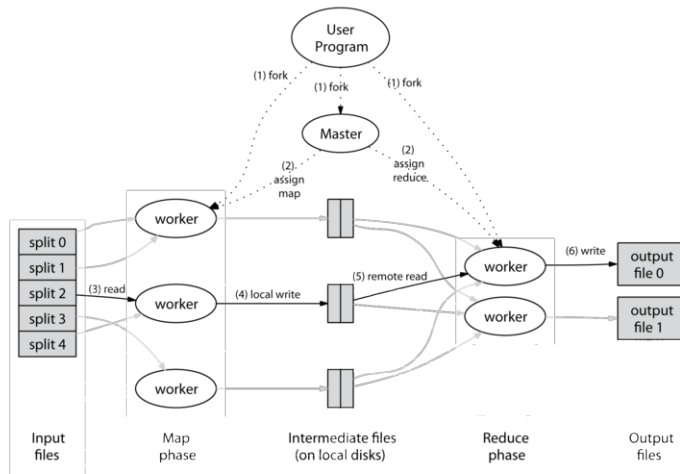 User
Program
(1) fork
(1) fork
(1) fork
Master
(2)
assign
map
(2)
assign
reduce
worker
split 0
split 1
split 2
split 3
split 4
(3) read
worker
(4) local write
(5) remote read
worker
(6) write
output
file 0
worker
output
file 1
worker
Input
files
Map
phase
Intermediate files
(on local disks)
Reduce
phase
Output
files